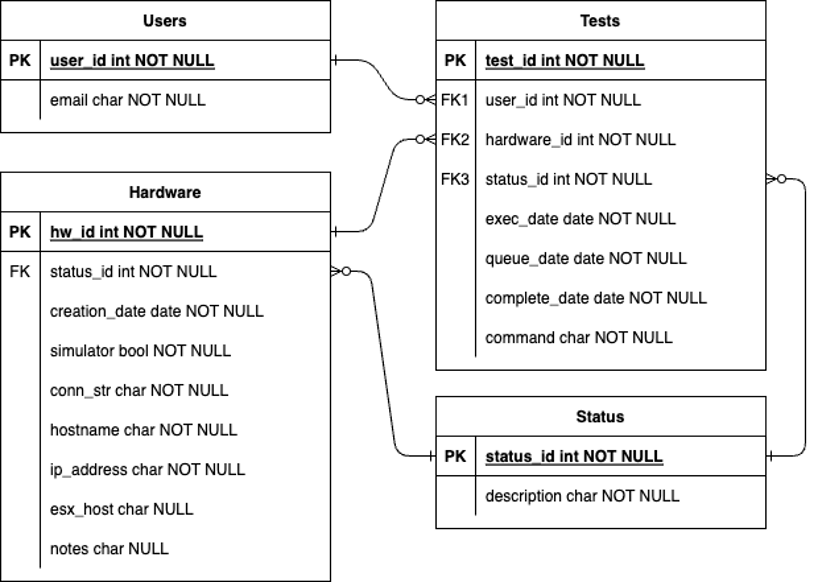 Users
PK user_id int NOT NULL
email char NOT NULL
Hardware
PK hw_id int NOT NULL
FK status_id int NOT NULL
creation_date date NOT NULL
simulator bool NOT NULL
conn_str char NOT NULL
hostname char NOT NULL
ip_address char NOT NULL
esx_host char NULL
notes char NULL
Tests
PK test_id int NOT NULL
FK1 user_id int NOT NULL
FK2 hardware_id int NOT NULL
FK3 status_id int NOT NULL
exec_date date NOT NULL
queue_date date NOT NULL
complete_date date NOT NULL
command char NOT NULL
Status
PK status_id int NOT NULL
description char NOT NULL